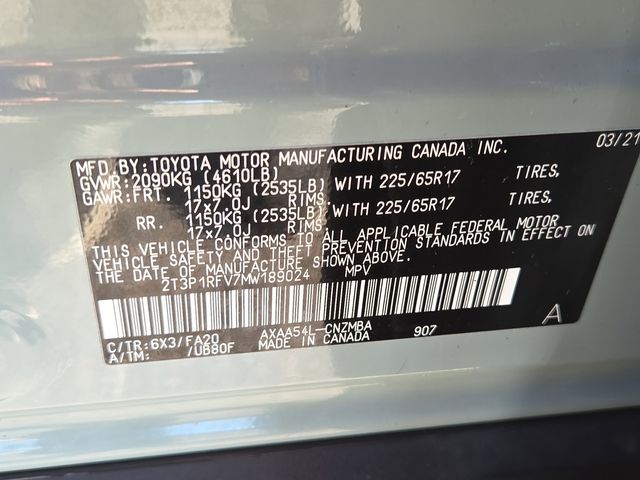 MFD.BY:TOYOTA MOTOR MANUFACTURING CANADA INC. 03/21
GVWR:2090KG (4610LB)
GAWR:FRT. 1150KG (2535LB) WITH 225/65R17 TIRES,
17x7.0J RIMS,
RR. 1150KG (2535LB) WITH 225/65R17 TIRES,
17x7.0J RIMS,
THIS VEHICLE CONFORMS TO ALL APPLICABLE FEDERAL MOTOR
VEHICLE SAFETY AND THEFT PREVENTION STANDARDS IN EFFECT ON
THE DATE OF MANUFACTURE SHOWN ABOVE.
2T3P1RFV7MW189024 MPV
C/TR:6X3/FA20 AXAA54L-CNZMBA 907 A
A/TM: /UB80F MADE IN CANADA